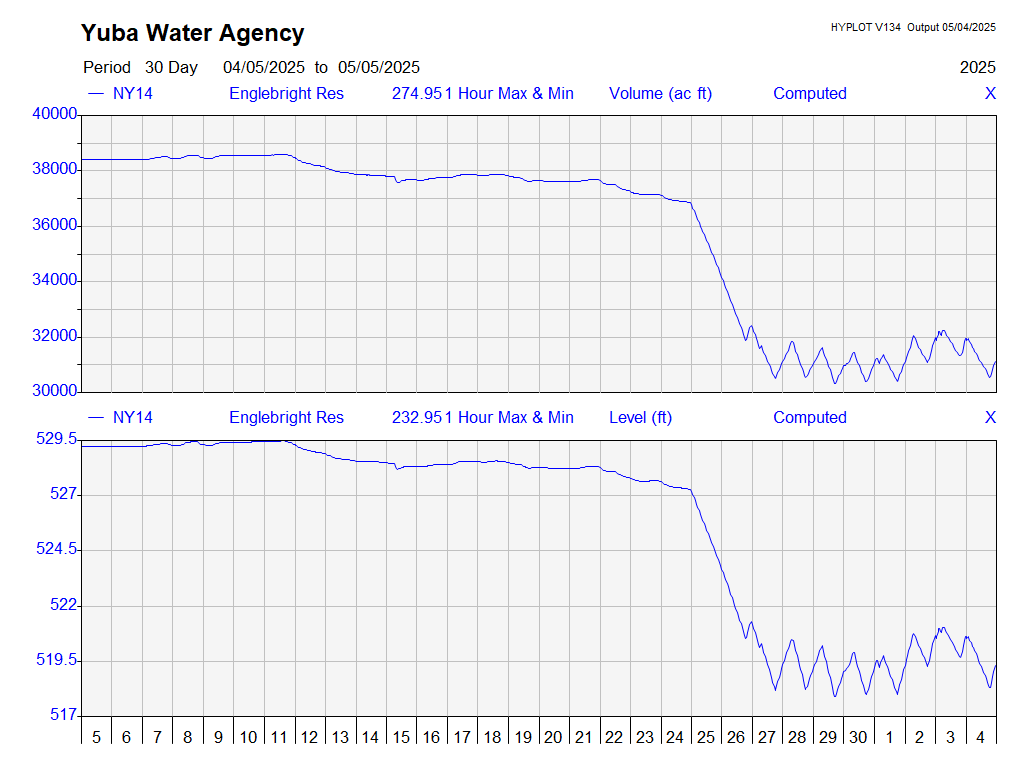 Yuba Water Agency
HYPLOT V134 Output 05/04/2025
Period 30 Day 04/05/2025 to 05/05/2025 2025
NY14 Englebright Res 274.951 Hour Max & Min Volume (ac ft) Computed X
40000
38000
36000
34000
32000
30000
NY14 Englebright Res 232.951 Hour Max & Min Level (ft) Computed X
529.5
527
524.5
522
519.5
517
5 6 7 8 9 10 11 12 13 14 15 16 17 18 19 20 21 22 23 24 25 26 27 28 29 30 1 2 3 4